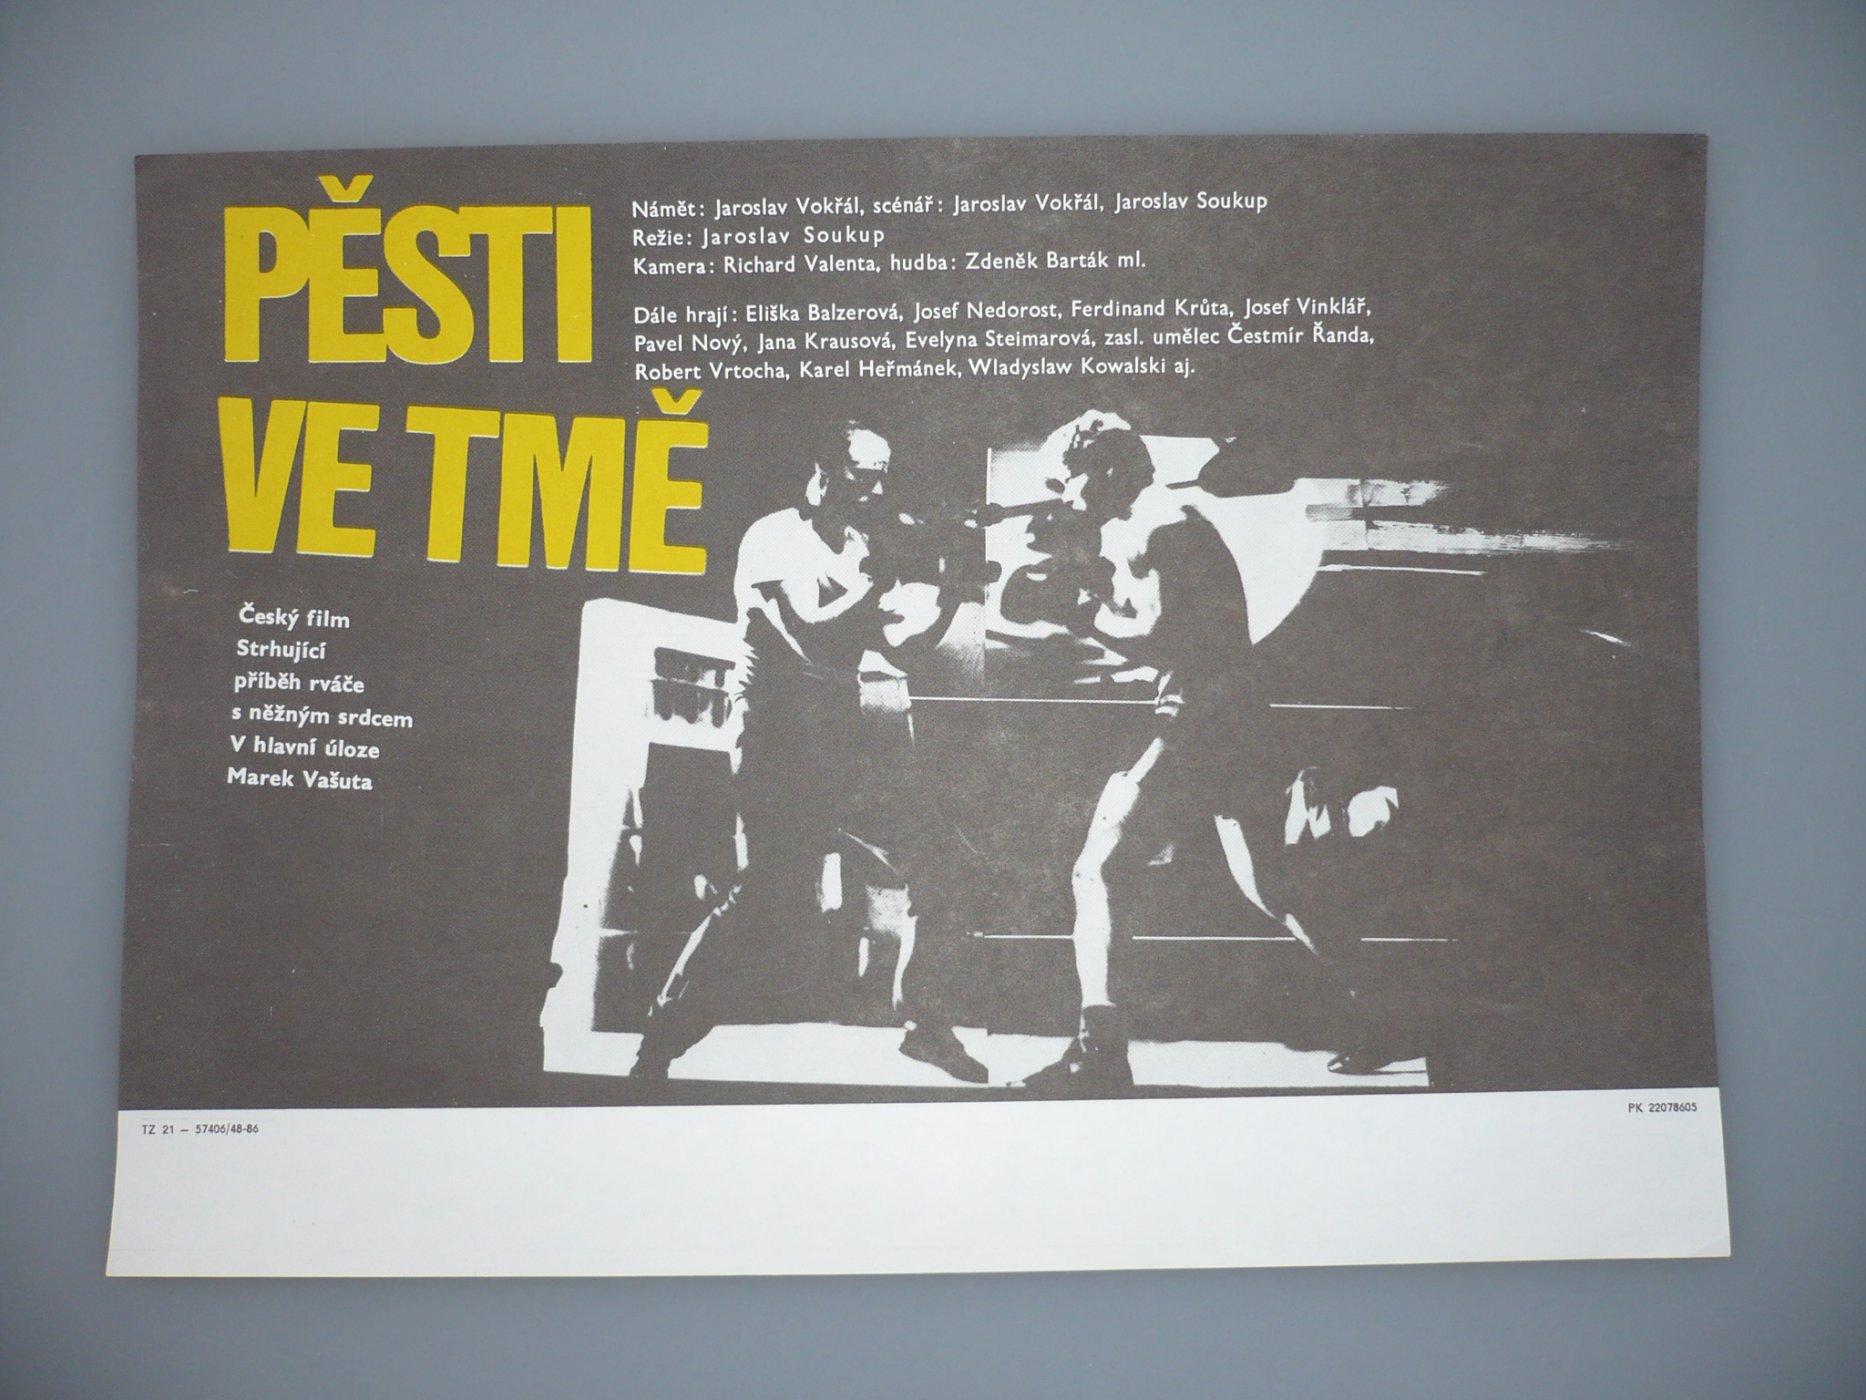 PĚSTI
VE TMĚ
Námět: Jaroslav Vokřál, scénář: Jaroslav Vokřál, Jaroslav Soukup
Režie: Jaroslav Soukup
Kamera: Richard Valenta, hudba: Zdeněk Barták ml.
Dále hrají: Eliška Balzerová, Josef Nedorost, Ferdinand Krůta, Josef Vinklář,
Pavel Nový, Jana Krausová, Evelyna Steimarová, zasl. umělec Čestmír Řanda,
Robert Vrtocha, Karel Heřmánek, Wladyslaw Kowalski aj.
Český film
Strhující
příběh rváče
s něžným srdcem
V hlavní úloze
Marek Vašuta
TZ 21 – 57406/48-86
PK 22078605